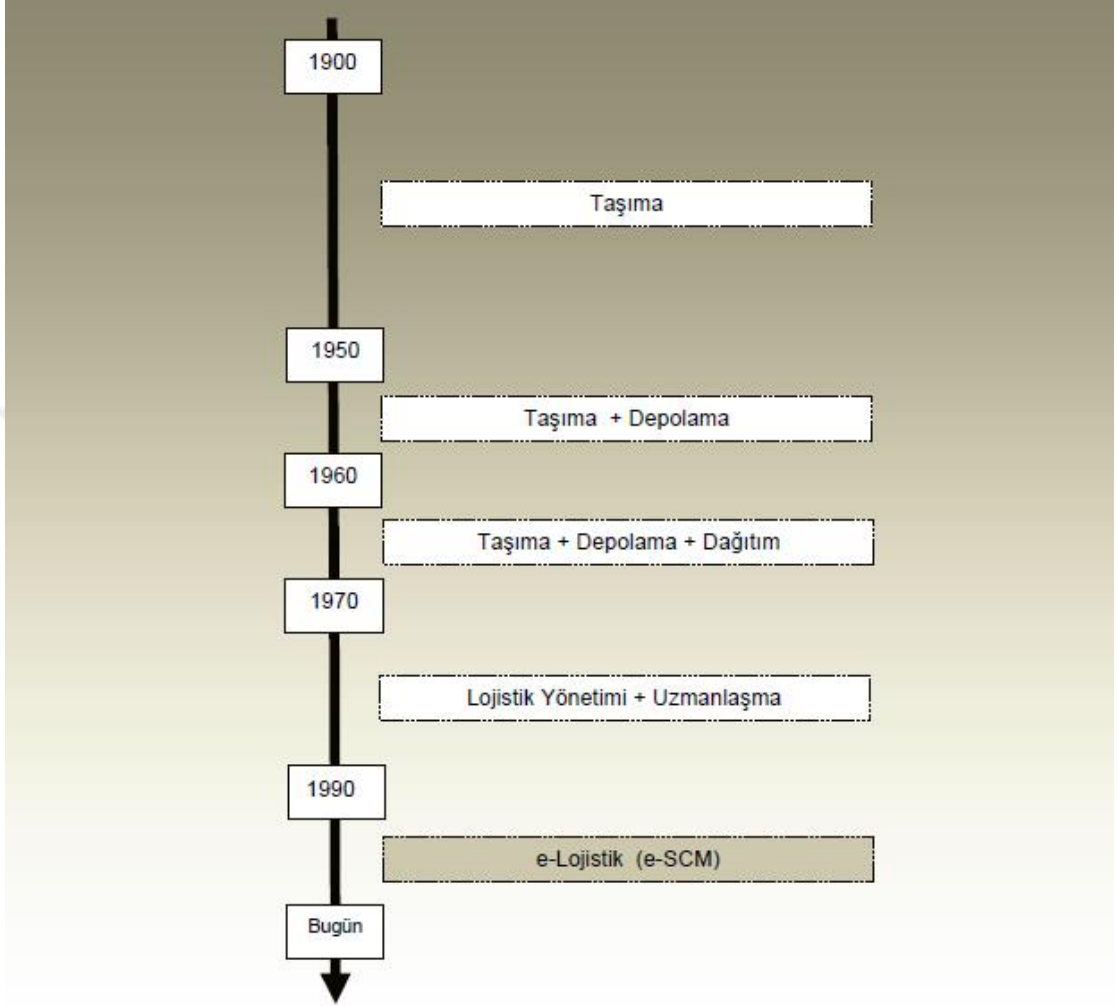 1900
Taşıma
1950
Taşıma + Depolama
1960
Taşıma + Depolama + Dağıtım
1970
Lojistik Yönetimi + Uzmanlaşma
1990
e-Lojistik (e-SCM)
Bugün